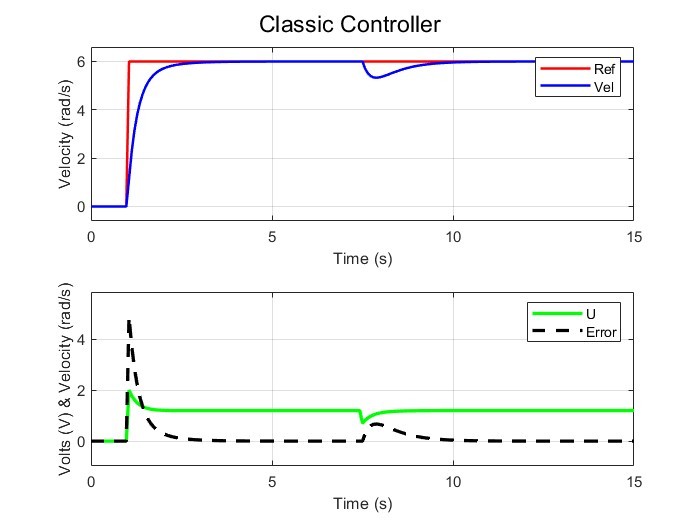 Classic Controller
Velocity (rad/s)
6
4
2
0
Ref
Vel
0 5 10 15
Time (s)
Volts (V) & Velocity (rad/s)
4
2
0
U
Error
0 5 10 15
Time (s)